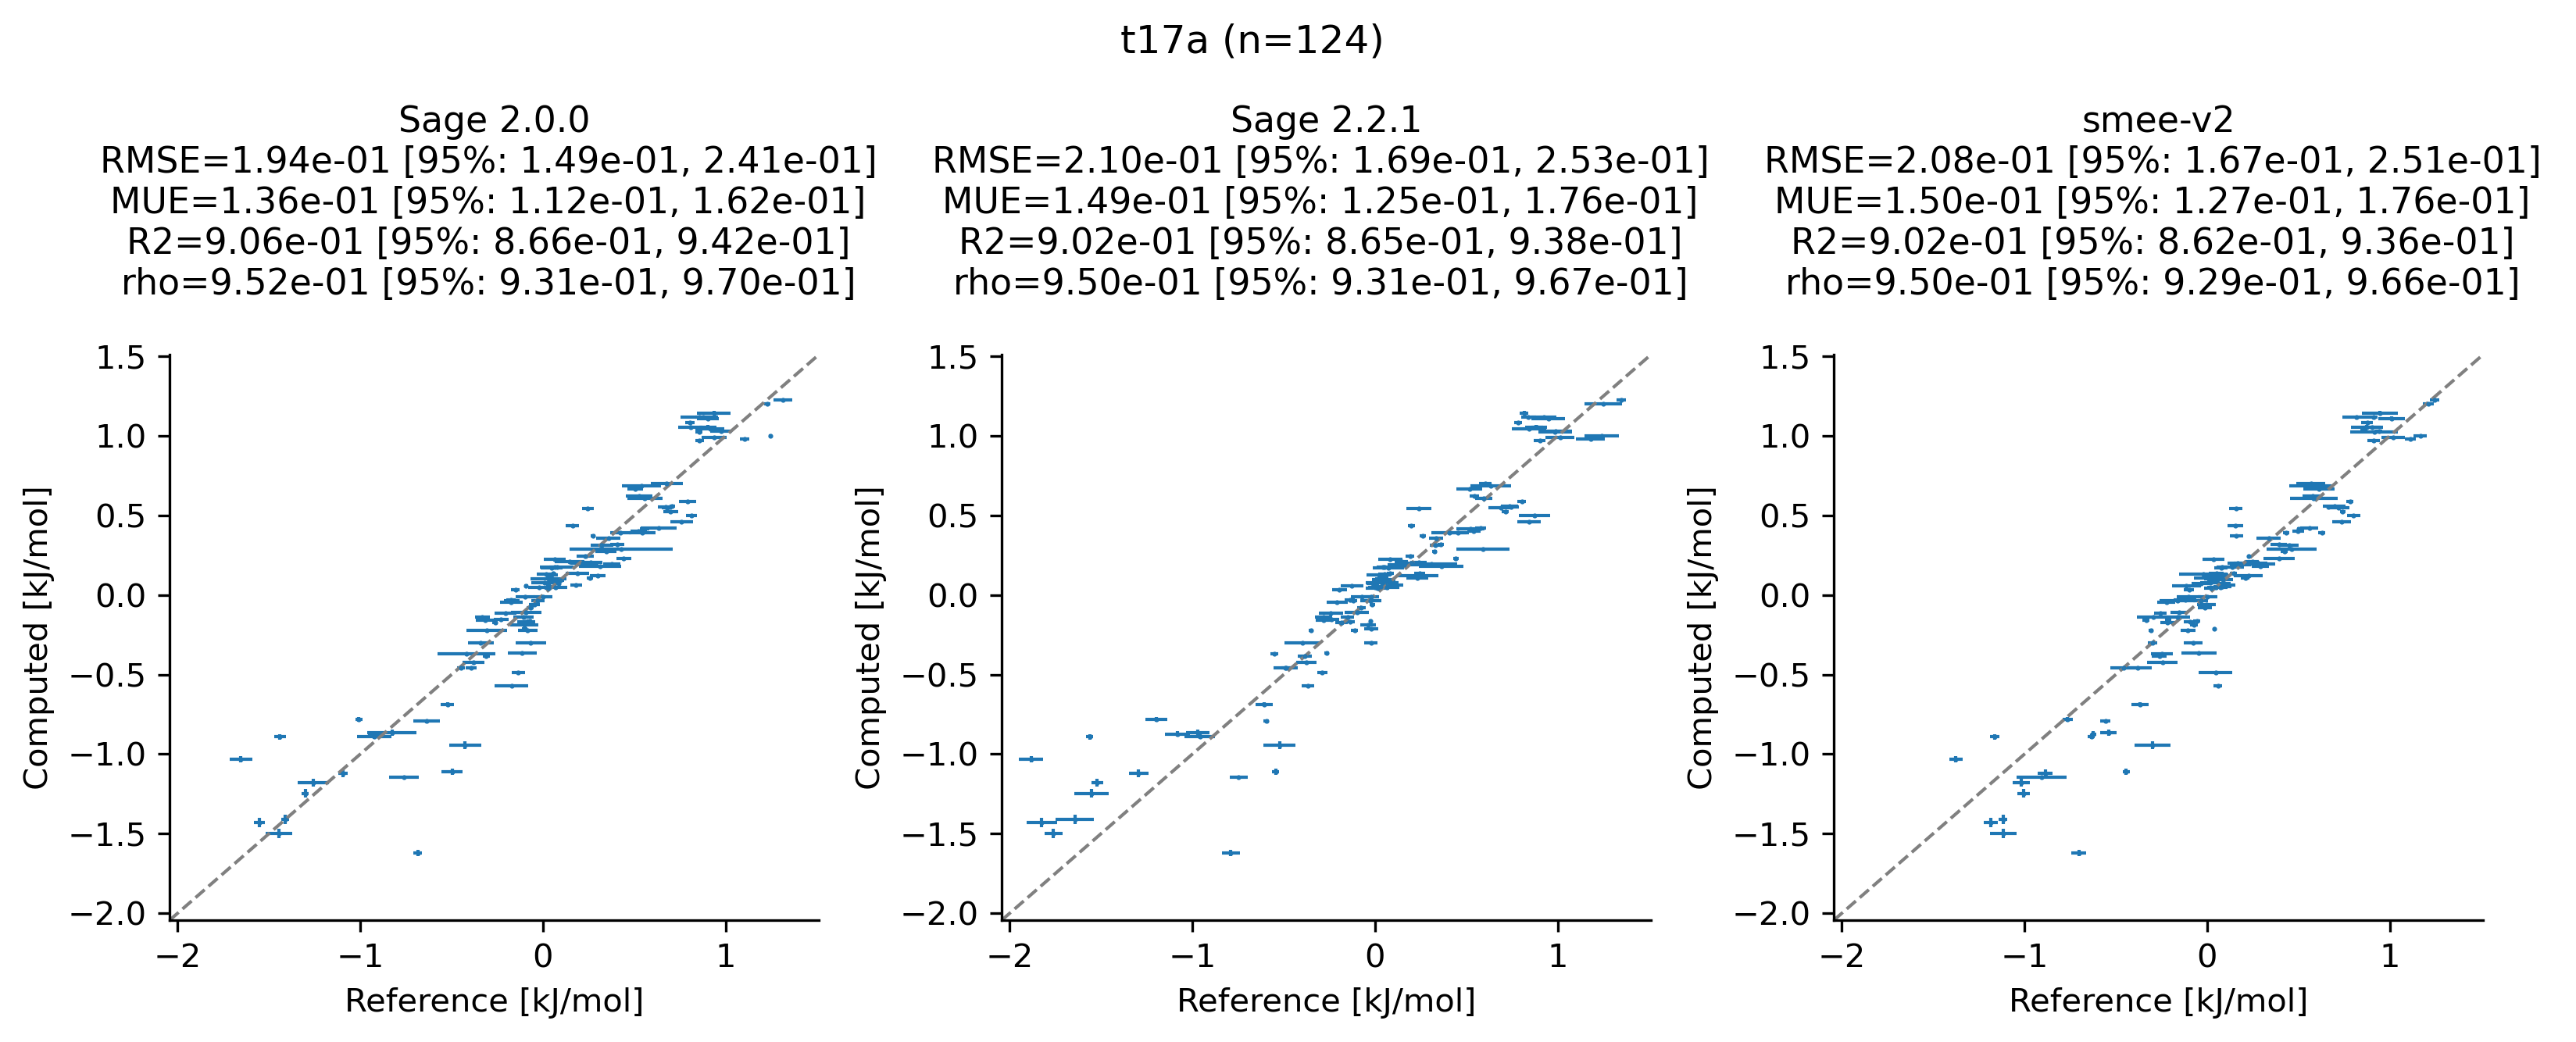 t17a (n=124)
Sage 2.0.0
RMSE=1.94e-01 [95%: 1.49e-01, 2.41e-01]
MUE=1.36e-01 [95%: 1.12e-01, 1.62e-01]
R2=9.06e-01 [95%: 8.66e-01, 9.42e-01]
rho=9.52e-01 [95%: 9.31e-01, 9.70e-01]
1.5
1.0
0.5
0.0
−0.5
−1.0
−1.5
−2.0
Computed [kJ/mol]
−2
−1
0
1
Reference [kJ/mol]
Sage 2.2.1
RMSE=2.10e-01 [95%: 1.69e-01, 2.53e-01]
MUE=1.49e-01 [95%: 1.25e-01, 1.76e-01]
R2=9.02e-01 [95%: 8.65e-01, 9.38e-01]
rho=9.50e-01 [95%: 9.31e-01, 9.67e-01]
1.5
1.0
0.5
0.0
−0.5
−1.0
−1.5
−2.0
Computed [kJ/mol]
−2
−1
0
1
Reference [kJ/mol]
smee-v2
RMSE=2.08e-01 [95%: 1.67e-01, 2.51e-01]
MUE=1.50e-01 [95%: 1.27e-01, 1.76e-01]
R2=9.02e-01 [95%: 8.62e-01, 9.36e-01]
rho=9.50e-01 [95%: 9.29e-01, 9.66e-01]
1.5
1.0
0.5
0.0
−0.5
−1.0
−1.5
−2.0
Computed [kJ/mol]
−2
−1
0
1
Reference [kJ/mol]